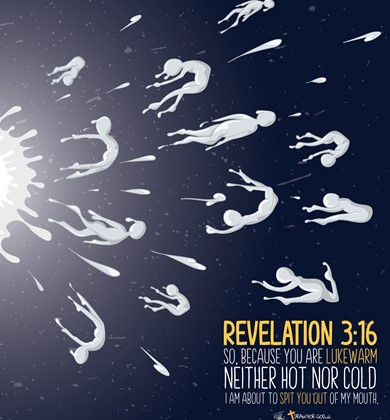 REVELATION 3:16
SO, BECAUSE YOU ARE LUKEWARM
NEITHER HOT NOR COLD
I AM ABOUT TO SPIT YOU OUT OF MY MOUTH.